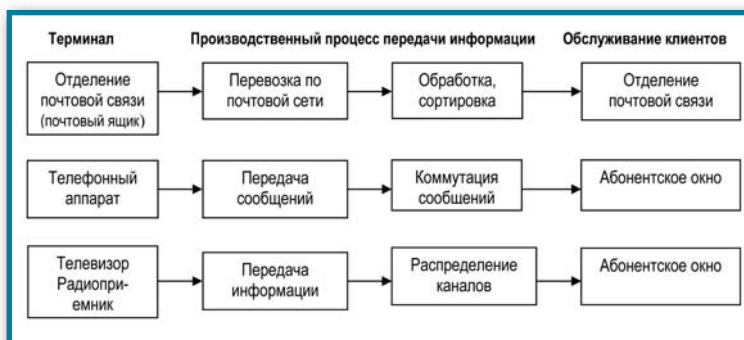 Терминал
Производственный процесс передачи информации
Обслуживание клиентов
Отделение
почтовой связи
(почтовый ящик)
Перевозка по
почтовой сети
Обработка,
сортировка
Отделение
почтовой связи
Телефонный
аппарат
Передача
сообщений
Коммутация
сообщений
Абонентское окно
Телевизор
Радиопри-
емник
Передача
информации
Распределение
каналов
Абонентское окно